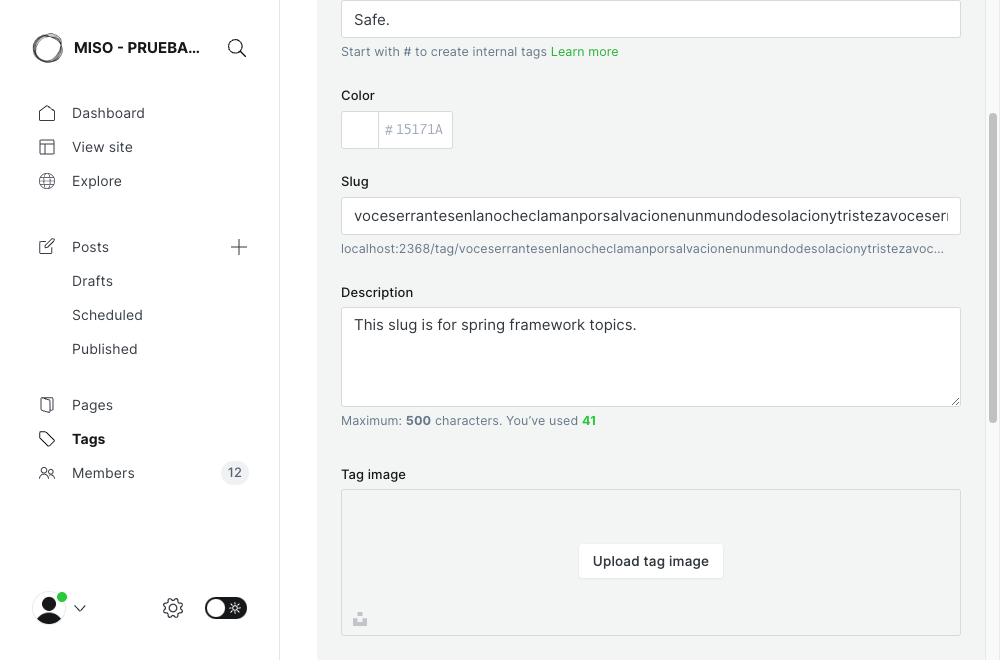 MISO - PRUEBA...
Dashboard
View site
Explore
Posts
Drafts
Scheduled
Published
Pages
Tags
Members
12
Safe.
Start with # to create internal tags Learn more
Color
# 15171A
Slug
voceserrantesenlanocheclamanporsalvacionenunmundodesolacionytristezavoceserr
localhost:2368/tag/voceserrantesenlanocheclamanporsalvacionenunmundodesolacionytristezavoc...
Description
This slug is for spring framework topics.
Maximum: 500 characters. You’ve used 41
Tag image
Upload tag image